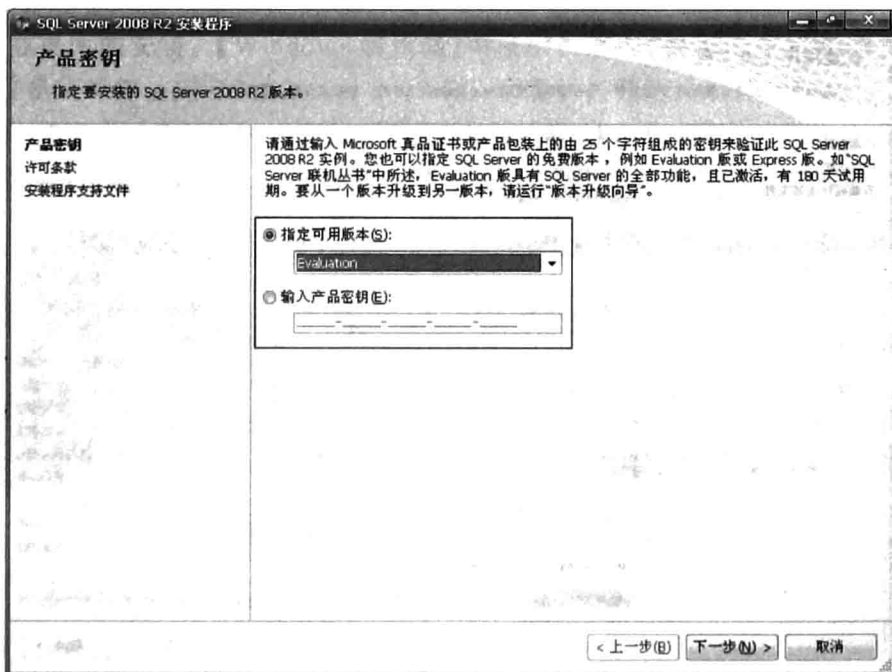 SQL Server 2008 R2 安装程序
产品密钥
指定要安装的 SQL Server 2008 R2 版本。
产品密钥
许可条款
安装程序支持文件
请通过输入 Microsoft 真品证书或产品包装上的由 25 个字符组成的密钥来验证此 SQL Server
2008 R2 实例。您也可以指定 SQL Server 的免费版本，例如 Evaluation 版或 Express 版。如“SQL
Server 联机丛书”中所述，Evaluation 版具有 SQL Server 的全部功能，且已激活，有 180 天试用
期。要从一个版本升级到另一版本，请运行“版本升级向导”。
指定可用版本(S):
Evaluation
输入产品密钥(E):
_____-_____-_____-_____-_____
< 上一步(B)
下一步(N) >
取消